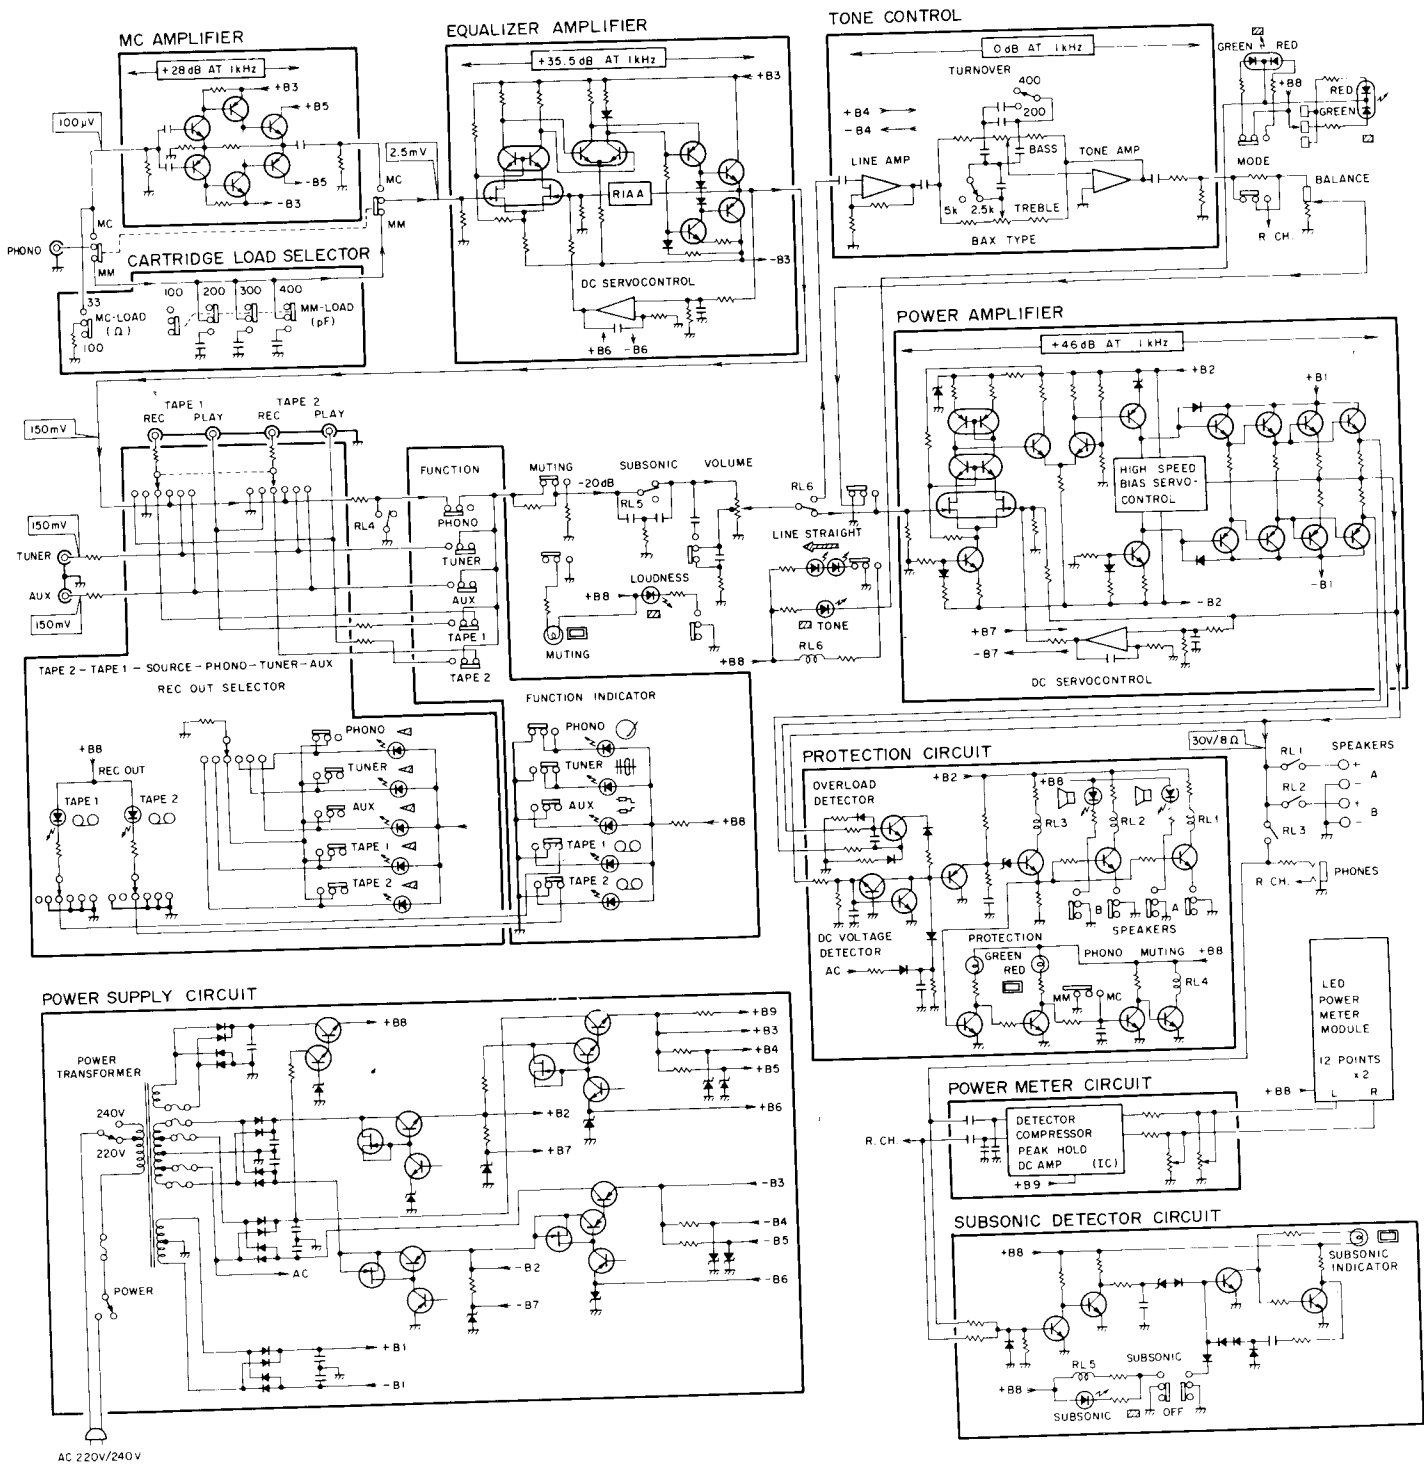 MC AMPLIFIER
+28dB AT 1kHz
+B3
+B5
-B5
-B3
100μV
2.5mV
MC
MM
PHONO
MC
MM
CARTRIDGE LOAD SELECTOR
33
MC-LOAD
(Ω)
100
100
200
300
400
MM-LOAD
(pF)
EQUALIZER AMPLIFIER
+35.5dB AT 1kHz
+B3
RIAA
-B3
DC SERVOCONTROL
+B6
-B6
TONE CONTROL
0dB AT 1kHz
TURNOVER
400
200
+B4
-B4
BASS
LINE AMP
TONE AMP
5k
2.5k
TREBLE
BAX TYPE
GREEN
RED
+B8
RED
GREEN
MODE
BALANCE
R CH.
POWER AMPLIFIER
+46dB AT 1kHz
+B2
+B1
HIGH SPEED
BIAS SERVO-
CONTROL
-B1
-B2
+B7
-B7
DC SERVOCONTROL
150mV
TAPE 1
REC
PLAY
TAPE 2
REC
PLAY
150mV
TUNER
AUX
150mV
RL4
FUNCTION
PHONO
TUNER
AUX
TAPE 1
TAPE 2
MUTING
-20dB
SUBSONIC
RL5
VOLUME
LOUDNESS
+B8
MUTING
RL6
LINE STRAIGHT
TONE
+B8
RL6
TAPE 2 - TAPE 1 - SOURCE - PHONO - TUNER - AUX
REC OUT SELECTOR
+B8
REC OUT
TAPE 1
TAPE 2
PHONO
TUNER
AUX
TAPE 1
TAPE 2
FUNCTION INDICATOR
PHONO
TUNER
AUX
TAPE 1
TAPE 2
+B8
PROTECTION CIRCUIT
OVERLOAD
DETECTOR
+B2
+B8
RL3
RL2
RL1
B
A
SPEAKERS
DC VOLTAGE
DETECTOR
AC
PROTECTION
GREEN
RED
PHONO
MUTING
+B8
MM
MC
RL4
30V/8Ω
RL1
SPEAKERS
+
A
-
RL2
+
B
-
RL3
PHONES
R CH.
LED
POWER
METER
MODULE
12 POINTS
x2
L
R
+B8
POWER METER CIRCUIT
DETECTOR
COMPRESSOR
PEAK HOLD
DC AMP (IC)
R. CH.
+B9
SUBSONIC DETECTOR CIRCUIT
+B8
SUBSONIC
INDICATOR
RL5
SUBSONIC
+B8
SUBSONIC
OFF
POWER SUPPLY CIRCUIT
POWER
TRANSFORMER
240V
220V
POWER
AC 220V/240V
+B8
+B9
+B3
+B4
+B5
+B6
+B2
+B7
-B3
-B4
-B5
-B6
-B2
-B7
AC
+B1
-B1